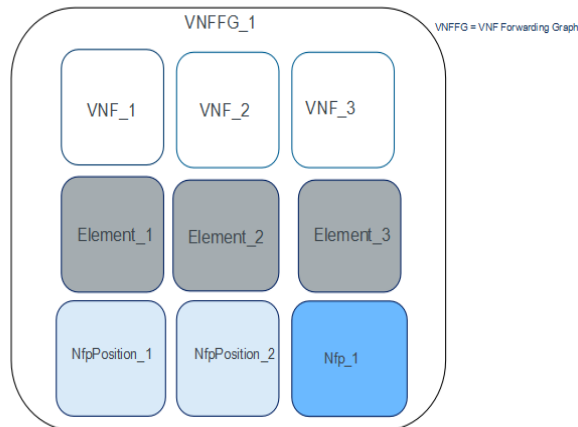 VNFFG_1
VNFFG = VNF Forwarding Graph
VNF_1
VNF_2
VNF_3
Element_1
Element_2
Element_3
NfpPosition_1
NfpPosition_2
Nfp_1